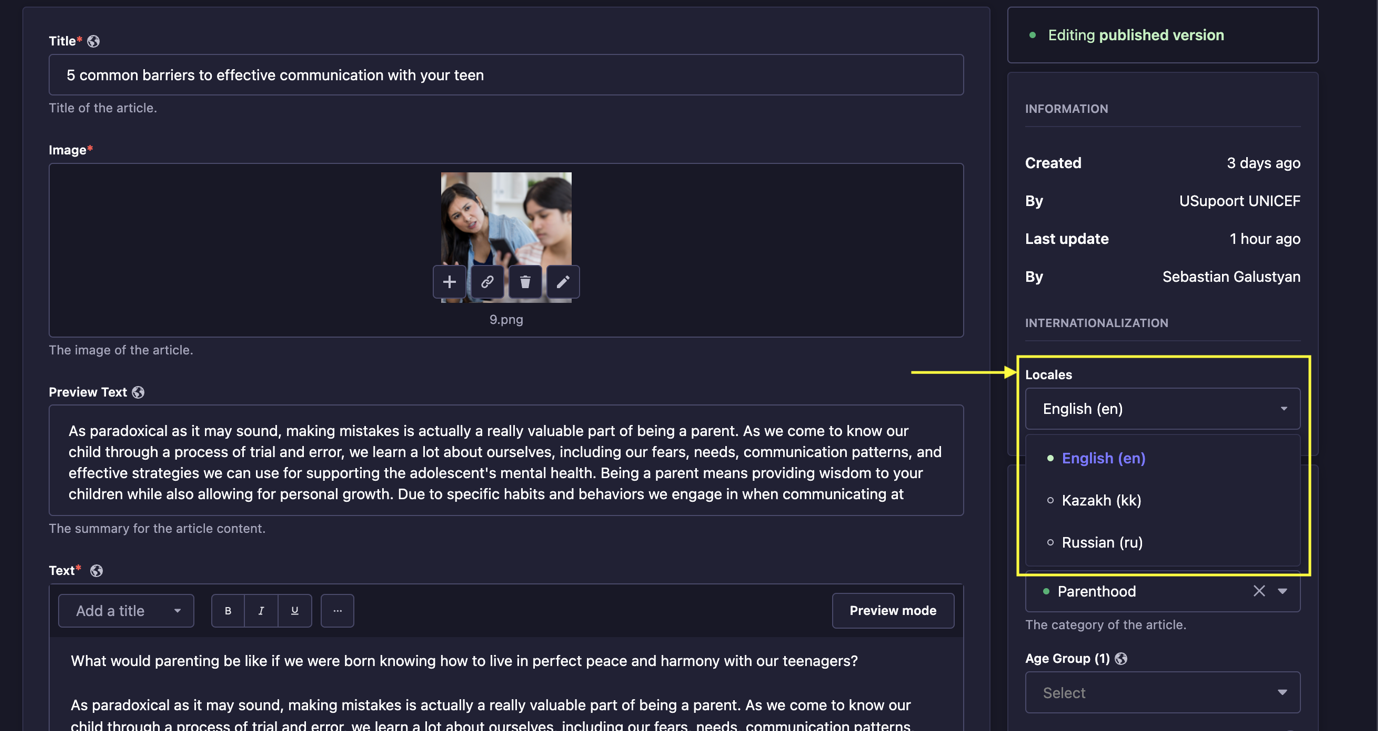 Title*
5 common barriers to effective communication with your teen
Title of the article.
Image*
9.png
The image of the article.
Preview Text
As paradoxical as it may sound, making mistakes is actually a really valuable part of being a parent. As we come to know our
child through a process of trial and error, we learn a lot about ourselves, including our fears, needs, communication patterns, and
effective strategies we can use for supporting the adolescent's mental health. Being a parent means providing wisdom to your
children while also allowing for personal growth. Due to specific habits and behaviors we engage in when communicating at
The summary for the article content.
Text*
Add a title
B I U ...
Preview mode
What would parenting be like if we were born knowing how to live in perfect peace and harmony with our teenagers?
As paradoxical as it may sound, making mistakes is actually a really valuable part of being a parent. As we come to know our
child through a process of trial and error, we learn a lot about ourselves, including our fears, needs, communication patterns,
Editing published version
INFORMATION
Created 3 days ago
By USupoort UNICEF
Last update 1 hour ago
By Sebastian Galustyan
INTERNATIONALIZATION
Locales
English (en)
English (en)
Kazakh (kk)
Russian (ru)
Parenthood
The category of the article.
Age Group (1)
Select